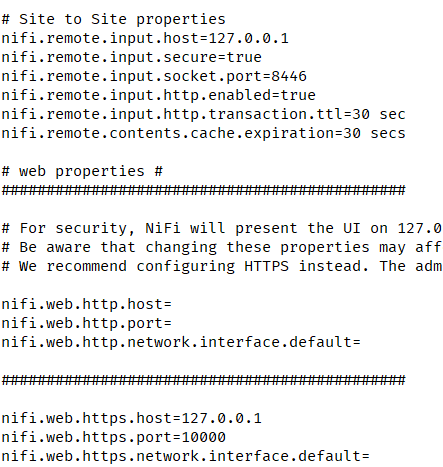 # Site to Site properties
nifi.remote.input.host=127.0.0.1
nifi.remote.input.secure=true
nifi.remote.input.socket.port=8446
nifi.remote.input.http.enabled=true
nifi.remote.input.http.transaction.ttl=30 sec
nifi.remote.contents.cache.expiration=30 secs
# web properties #
#############################################
# For security, NiFi will present the UI on 127.0
# Be aware that changing these properties may aff
# We recommend configuring HTTPS instead. The adm
nifi.web.http.host=
nifi.web.http.port=
nifi.web.http.network.interface.default=
#############################################
nifi.web.https.host=127.0.0.1
nifi.web.https.port=10000
nifi.web.https.network.interface.default=